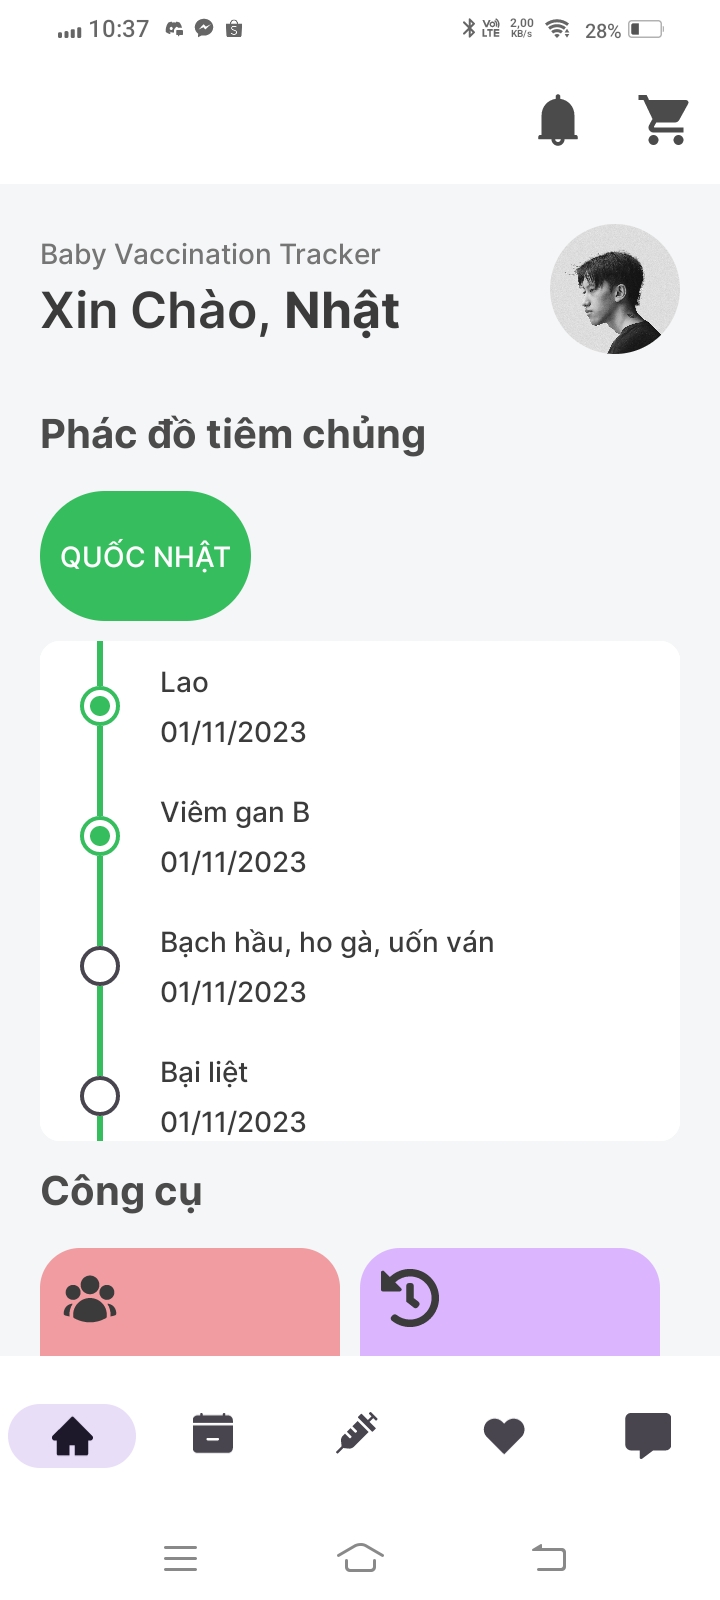 10:37
Vo)) 2,00
LTE KB/s
28%
Baby Vaccination Tracker
Xin Chào, Nhật
Phác đồ tiêm chủng
QUỐC NHẬT
Lao
01/11/2023
Viêm gan B
01/11/2023
Bạch hầu, ho gà, uốn ván
01/11/2023
Bại liệt
01/11/2023
Công cụ